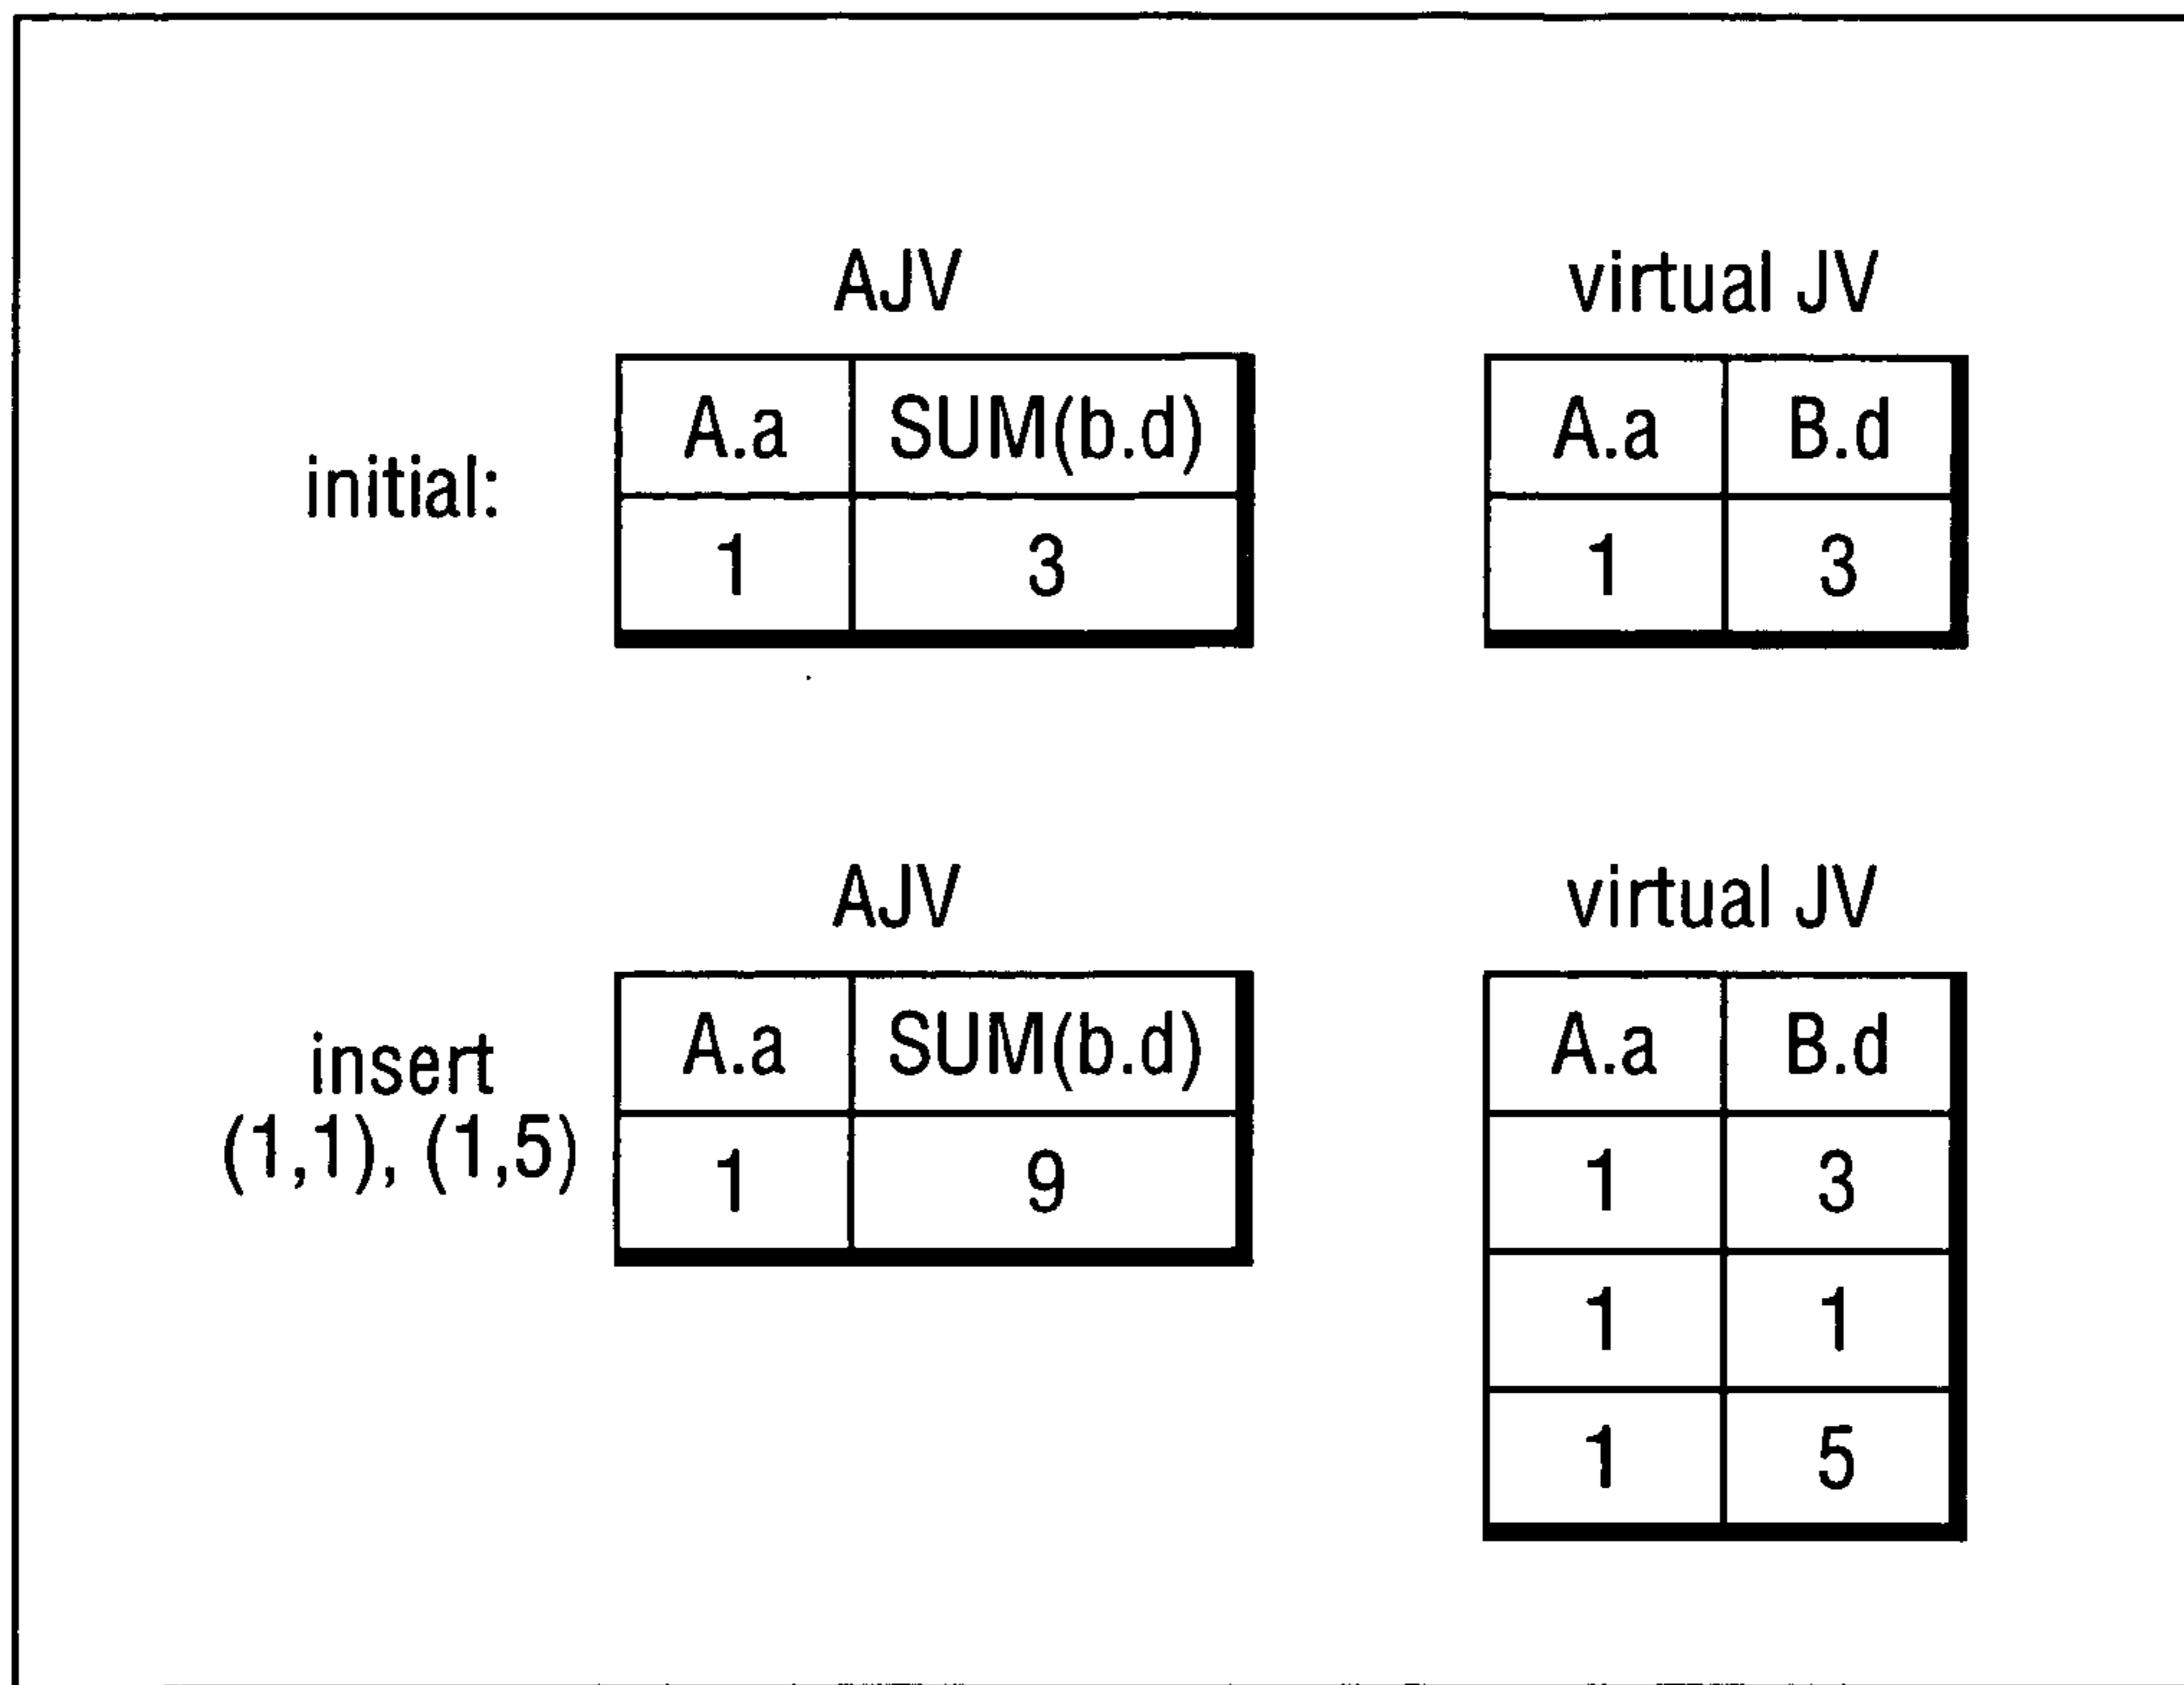 AJV virtual JV
initial:
A.a SUM(b.d)
1 3
A.a B.d
1 3
AJV virtual JV
insert
(1,1), (1,5)
A.a SUM(b.d)
1 9
A.a B.d
1 3
1 1
1 5